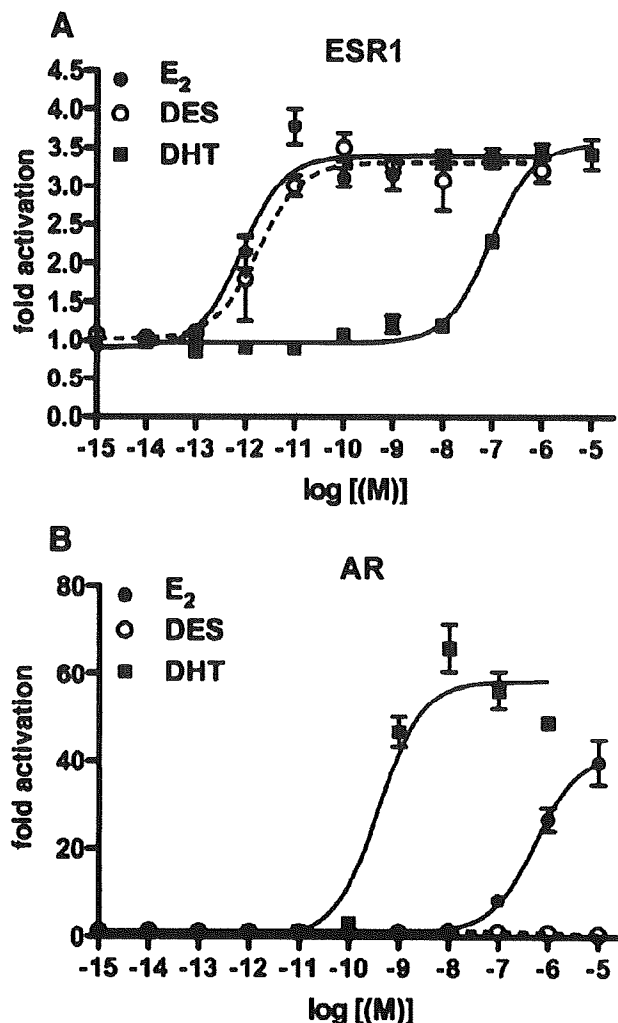 A
ESR1
E2
DES
DHT
4.5
4.0
3.5
3.0
2.5
2.0
1.5
1.0
0.5
0.0
fold activation
-15 -14 -13 -12 -11 -10 -9 -8 -7 -6 -5
log [(M)]
B
AR
E2
DES
DHT
80
60
40
20
0
fold activation
-15 -14 -13 -12 -11 -10 -9 -8 -7 -6 -5
log [(M)]